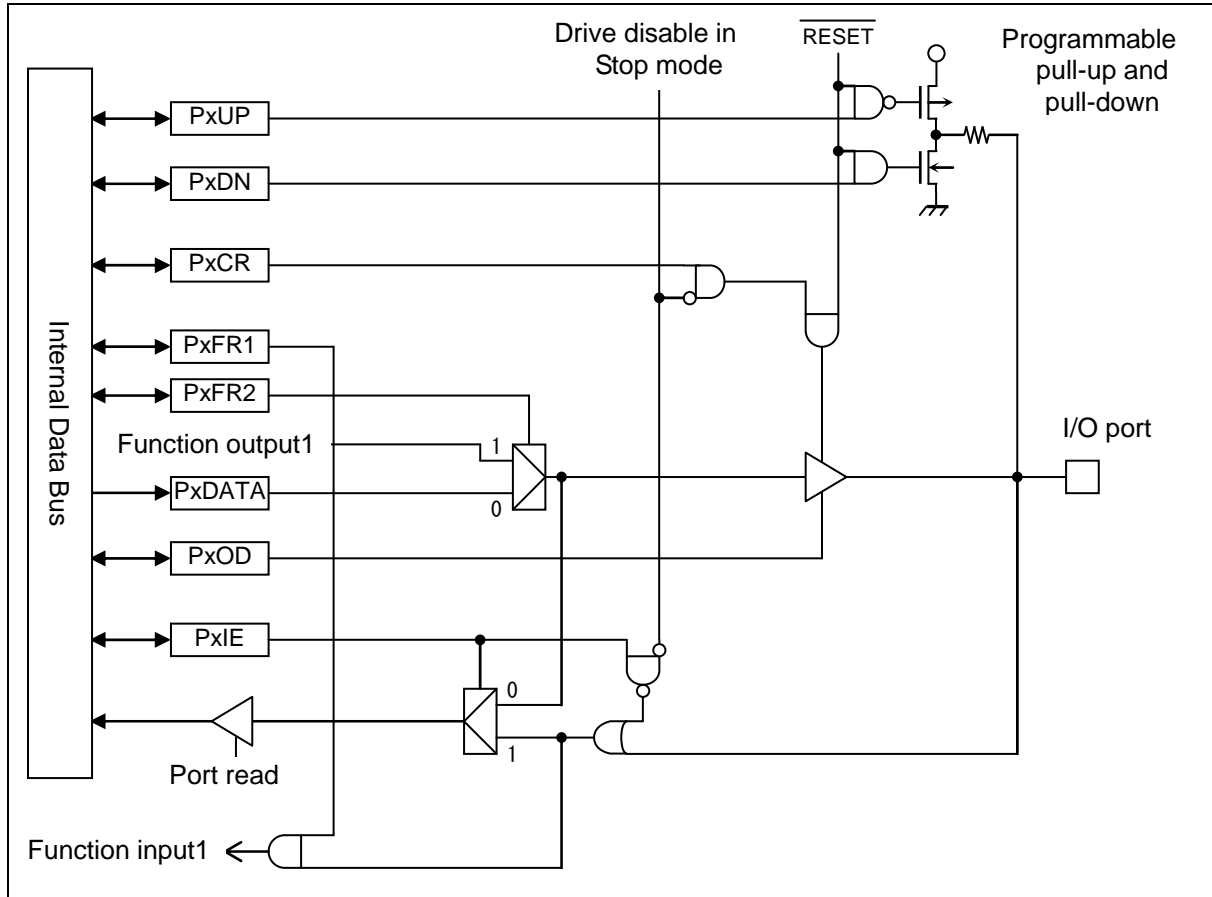 Drive disable in
Stop mode
RESET
Programmable
pull-up and
pull-down
PxUP
PxDN
PxCR
Internal Data Bus
PxFR1
PxFR2
Function output1
1
0
PxDATA
I/O port
PxOD
PxIE
0
1
Port read
Function input1